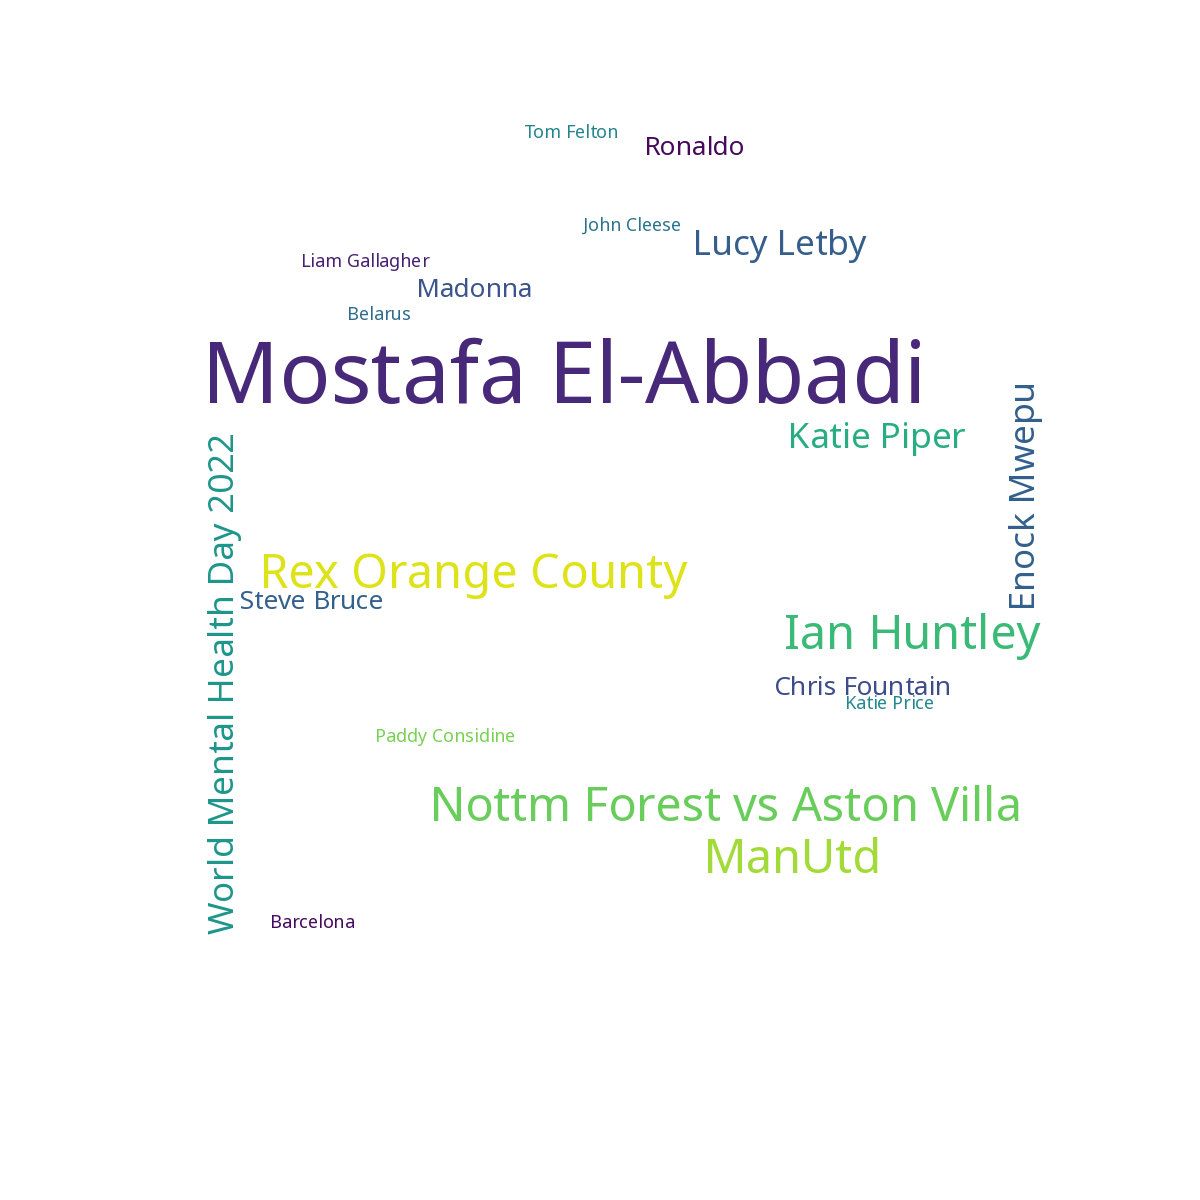 Tom Felton
Ronaldo
John Cleese
Lucy Letby
Liam Gallagher
Madonna
Belarus
Mostafa El-Abbadi
Katie Piper
Enock Mwepu
World Mental Health Day 2022
Rex Orange County
Steve Bruce
Ian Huntley
Chris Fountain
Katie Price
Paddy Considine
Nottm Forest vs Aston Villa
ManUtd
Barcelona